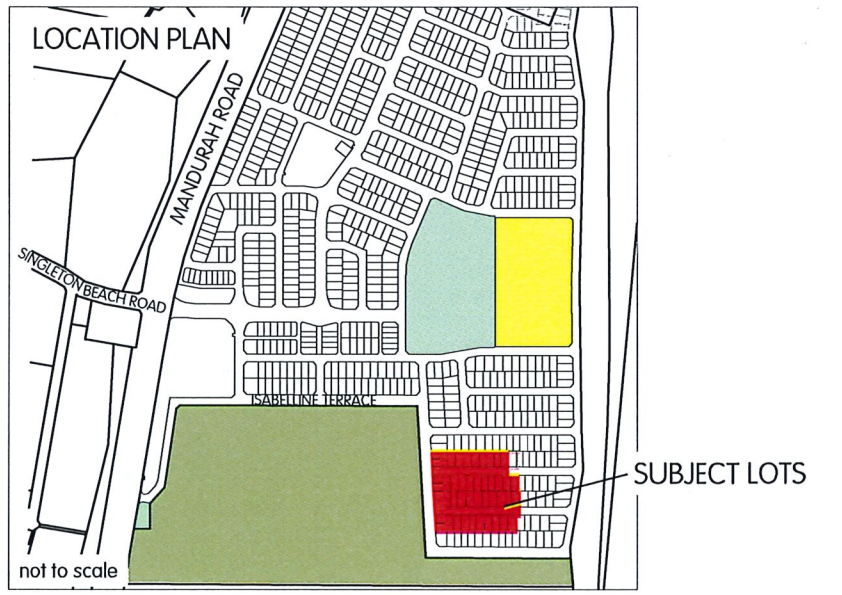 LOCATION PLAN
MANDURAH ROAD
SINGLETON BEACH ROAD
ISABELLINE TERRACE
SUBJECT LOTS
not to scale